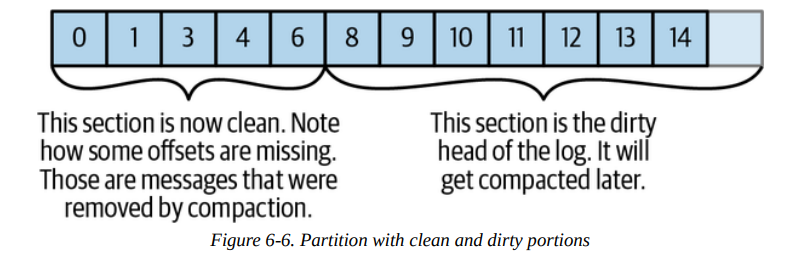 0 1 3 4 6 8 9 10 11 12 13 14
This section is now clean. Note
how some offsets are missing.
Those are messages that were
removed by compaction.
This section is the dirty
head of the log. It will
get compacted later.
Figure 6-6. Partition with clean and dirty portions